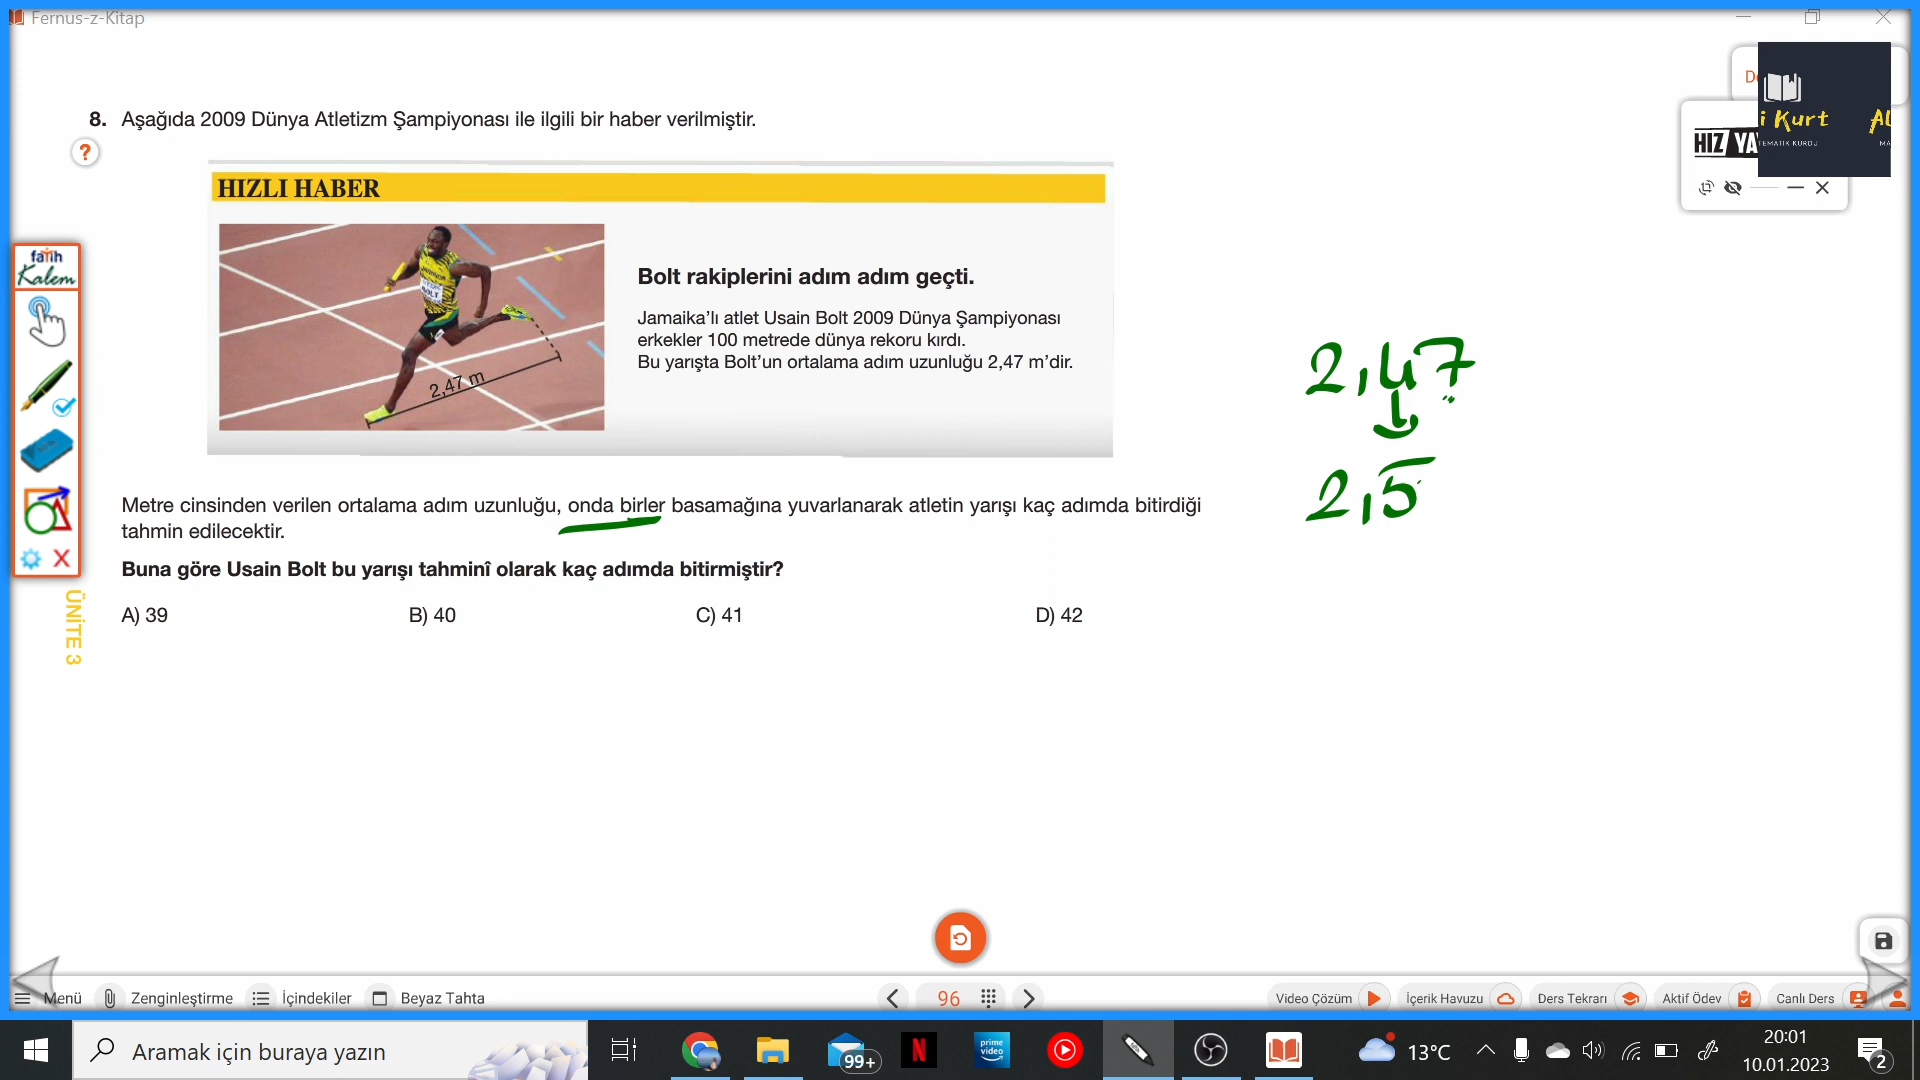 Fernus-z-Kitap
8. Aşağıda 2009 Dünya Atletizm Şampiyonası ile ilgili bir haber verilmiştir.
?
HIZLI HABER
BOLT
2,47 m
Bolt rakiplerini adım adım geçti.
Jamaika'lı atlet Usain Bolt 2009 Dünya Şampiyonası
erkekler 100 metrede dünya rekoru kırdı.
Bu yarışta Bolt'un ortalama adım uzunluğu 2,47 m'dir.
Metre cinsinden verilen ortalama adım uzunluğu, onda birler basamağına yuvarlanarak atletin yarışı kaç adımda bitirdiği
tahmin edilecektir.
Buna göre Usain Bolt bu yarışı tahminî olarak kaç adımda bitirmiştir?
A) 39 B) 40 C) 41 D) 42
2,47
2,5
HIZ YA
i Kurt
TEMATİK KURDJ
MA
fatih
Kalem
ÜNİTE 3
Menü Zenginleştirme İçindekiler Beyaz Tahta 96 Video Çözüm İçerik Havuzu Ders Tekrarı Aktif Ödev Canlı Ders
Aramak için buraya yazın
99+
N
prime
video
13°C
20:01
10.01.2023
2